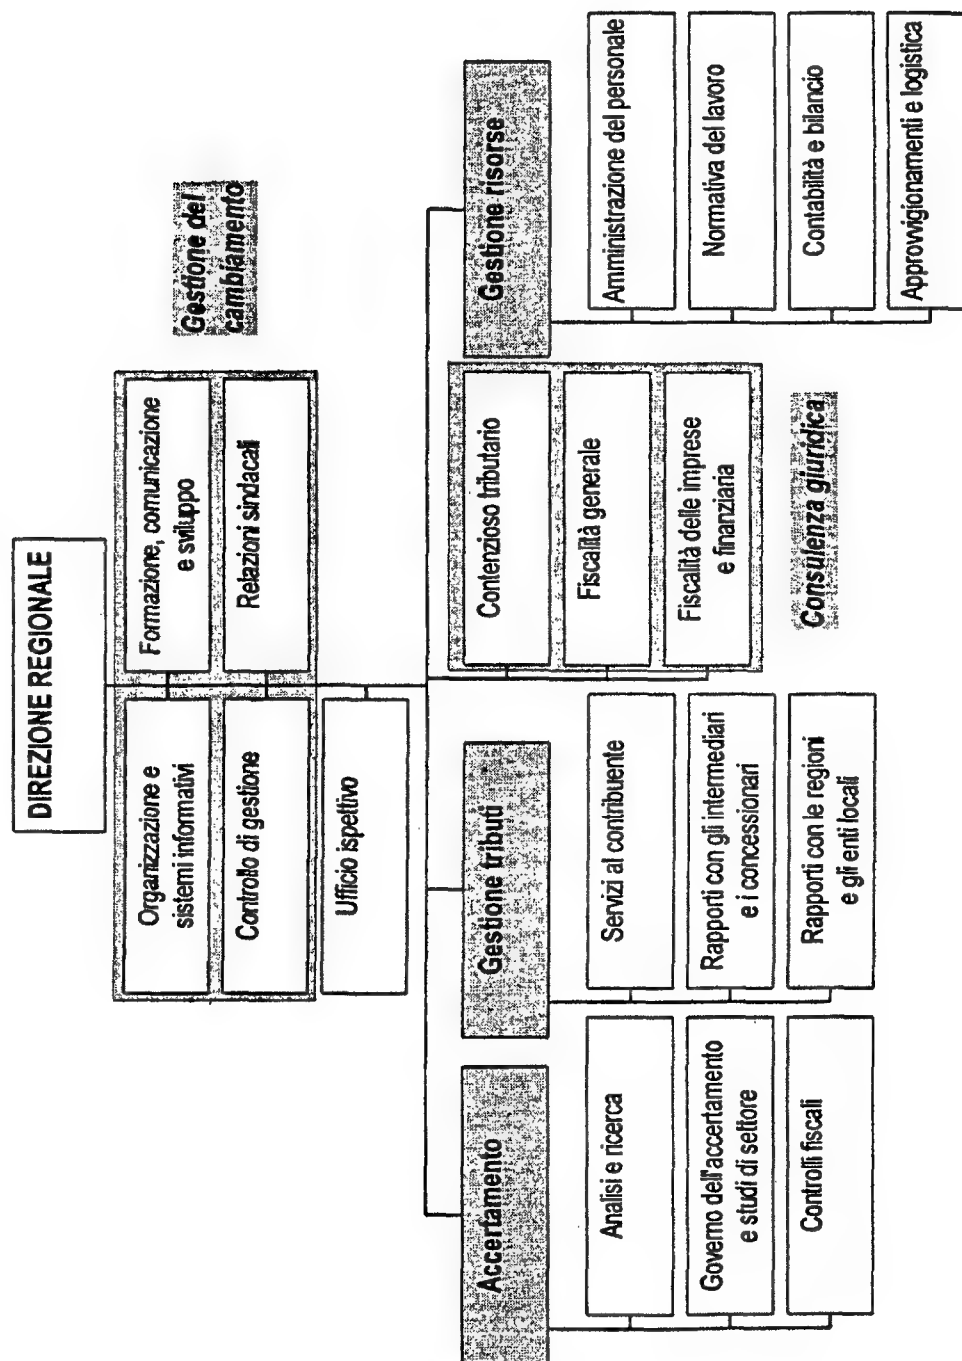 DIREZIONE REGIONALE
Organizzazione e
sistemi informativi
Formazione, comunicazione
e sviluppo
Gestione del
cambiamento
Controllo di gestione
Relazioni sindacali
Ufficio ispettivo
Accertamento
Analisi e ricerca
Governo dell'accertamento
e studi di settore
Controlli fiscali
Gestione tributi
Servizi al contribuente
Rapporti con gli intermediari
e i concessionari
Rapporti con le regioni
e gli enti locali
Contenzioso tributario
Fiscalità generale
Fiscalità delle imprese
e finanziaria
Consulenza giuridica
Gestione risorse
Amministrazione del personale
Normativa del lavoro
Contabilità e bilancio
Approvvigionamenti e logistica